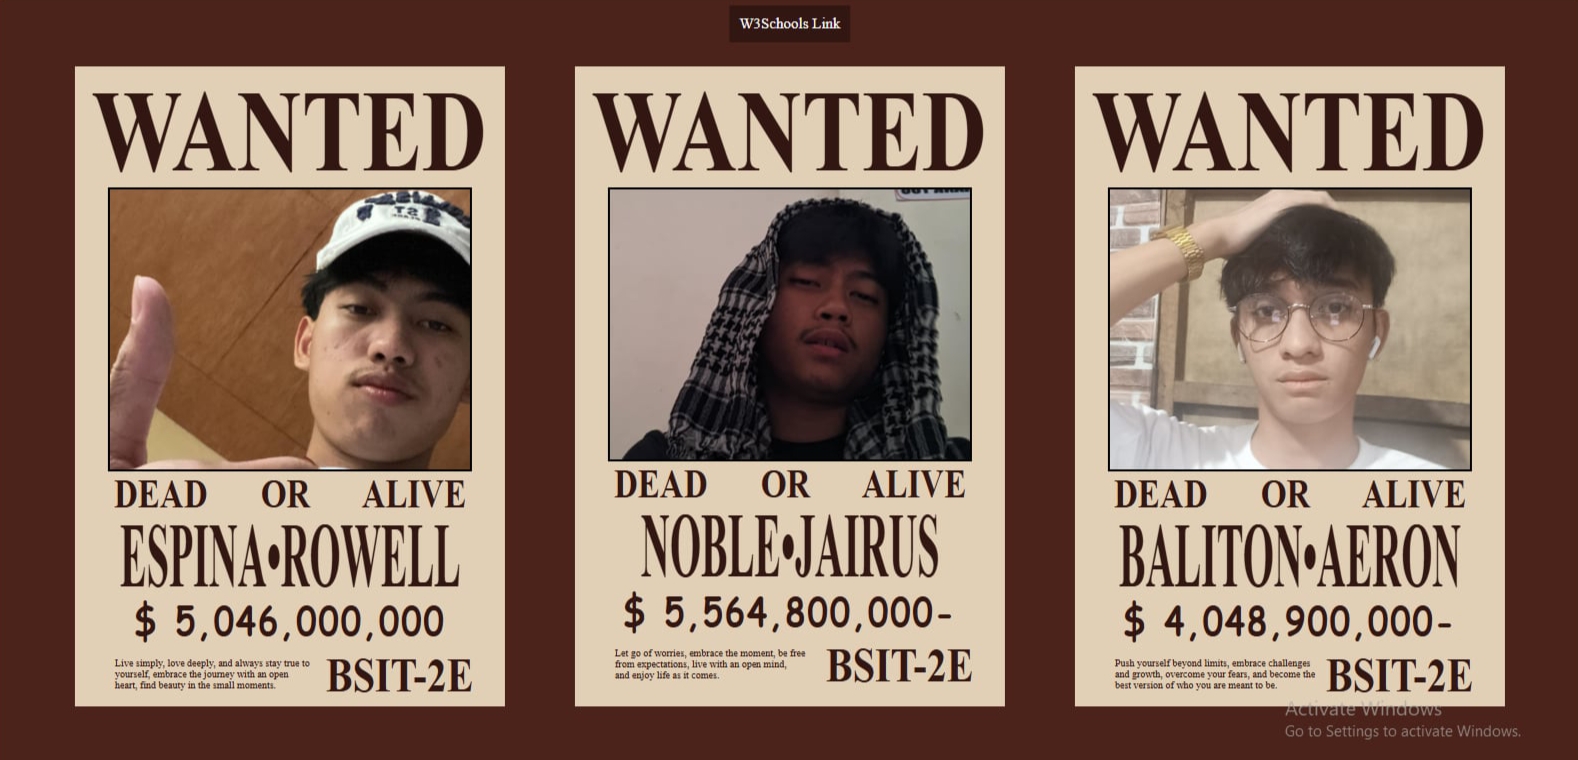 W3Schools Link
WANTED
DEAD OR ALIVE
ESPINA•ROWELL
$ 5,046,000,000
Live simply, love deeply, and always stay true to
yourself, embrace the journey with an open
heart, find beauty in the small moments.
BSIT-2E
WANTED
DEAD OR ALIVE
NOBLE•JAIRUS
$ 5,564,800,000-
Let go of worries, embrace the moment, be free
from expectations, live with an open mind,
and enjoy life as it comes.
BSIT-2E
WANTED
DEAD OR ALIVE
BALITON•AERON
$ 4,048,900,000-
Push yourself beyond limits, embrace challenges
and growth, overcome your fears, and become the
best version of who you are meant to be.
BSIT-2E
Activate Windows
Go to Settings to activate Windows.